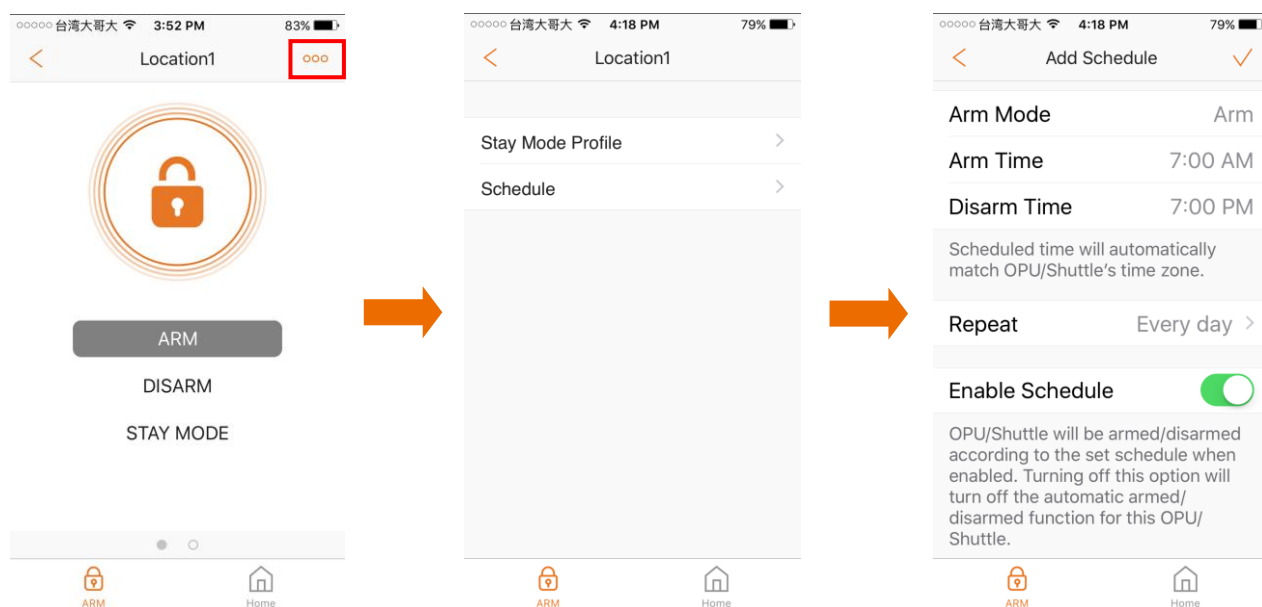 台湾大哥大 3:52 PM 83%
Location1
ARM
DISARM
STAY MODE
ARM Home
台湾大哥大 4:18 PM 79%
Location1
Stay Mode Profile
Schedule
ARM Home
台湾大哥大 4:18 PM 79%
Add Schedule
Arm Mode Arm
Arm Time 7:00 AM
Disarm Time 7:00 PM
Scheduled time will automatically
match OPU/Shuttle's time zone.
Repeat Every day
Enable Schedule
OPU/Shuttle will be armed/disarmed
according to the set schedule when
enabled. Turning off this option will
turn off the automatic armed/
disarmed function for this OPU/
Shuttle.
ARM Home